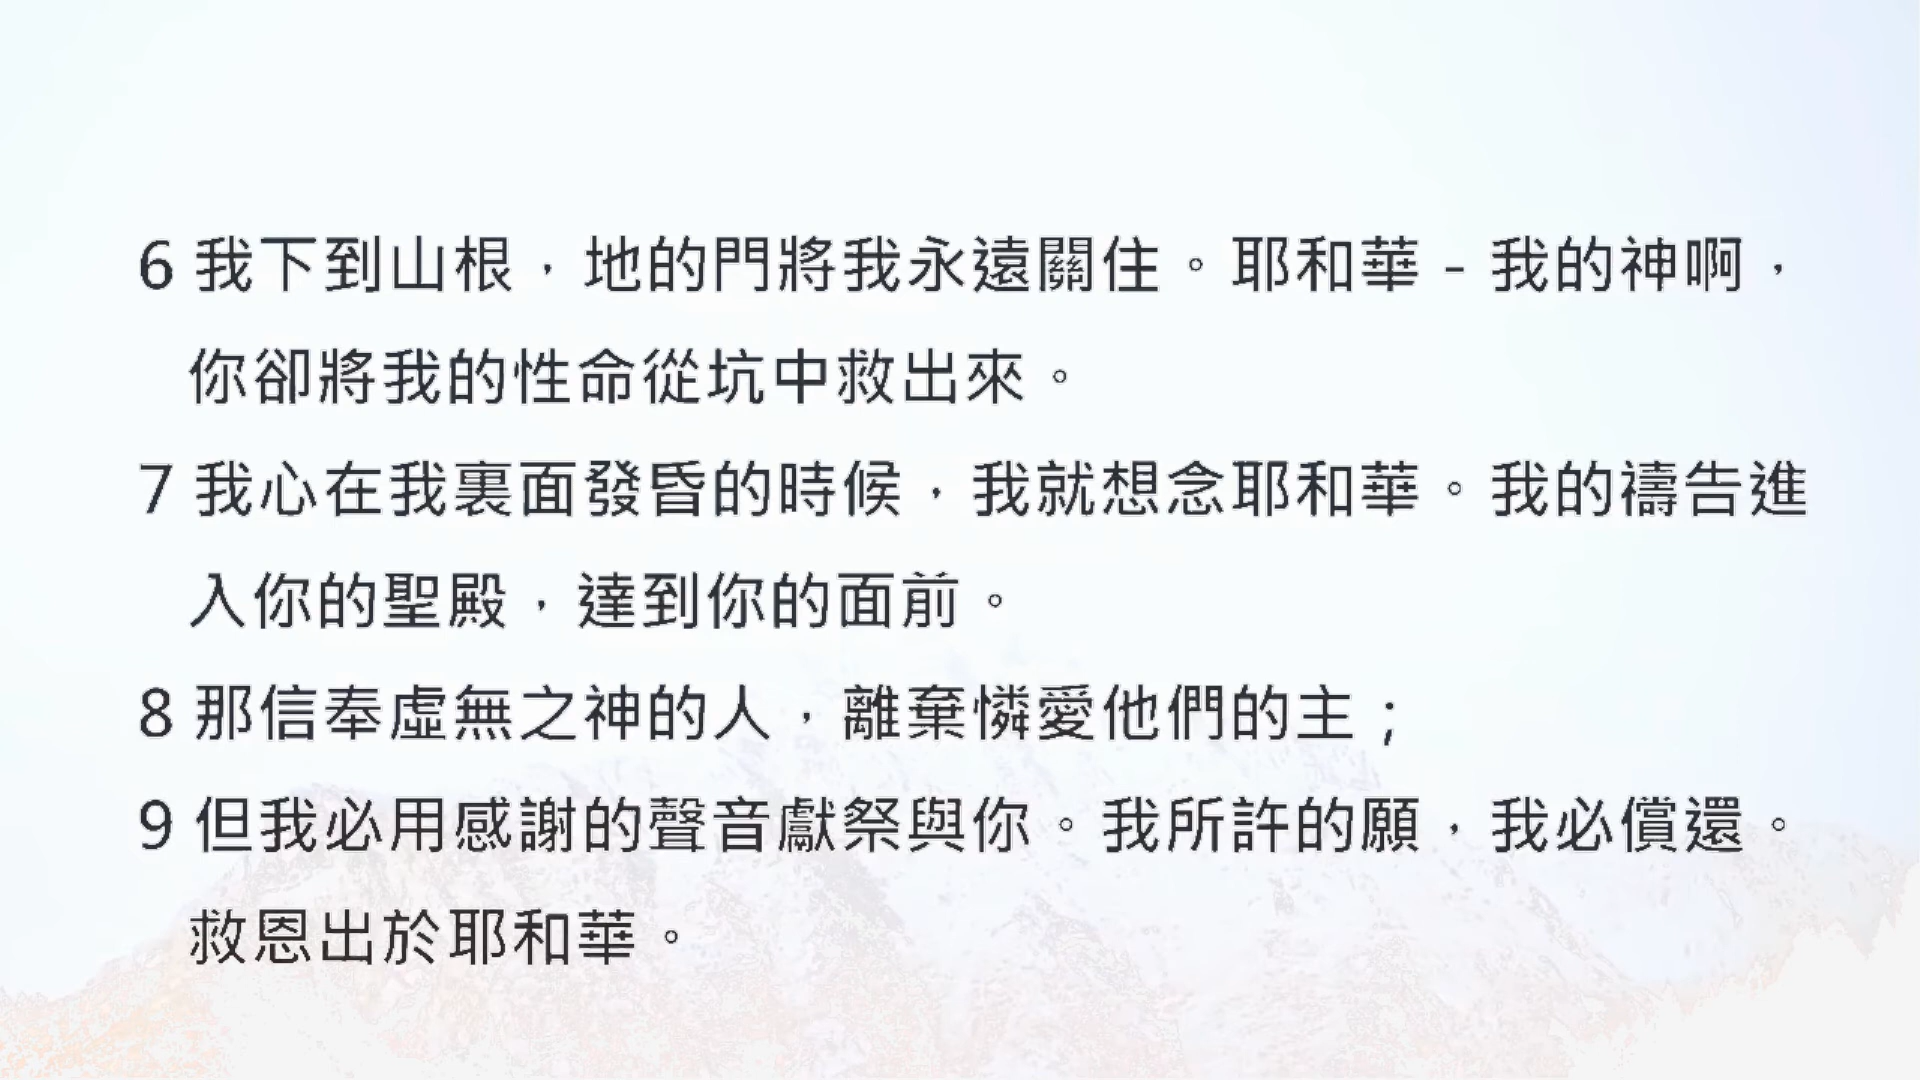 6 我下到山根，地的門將我永遠關住。耶和華－我的神啊，
你卻將我的性命從坑中救出來。
7 我心在我裏面發昏的時候，我就想念耶和華。我的禱告進
入你的聖殿，達到你的面前。
8 那信奉虛無之神的人，離棄憐愛他們的主；
9 但我必用感謝的聲音獻祭與你。我所許的願，我必償還。
救恩出於耶和華。